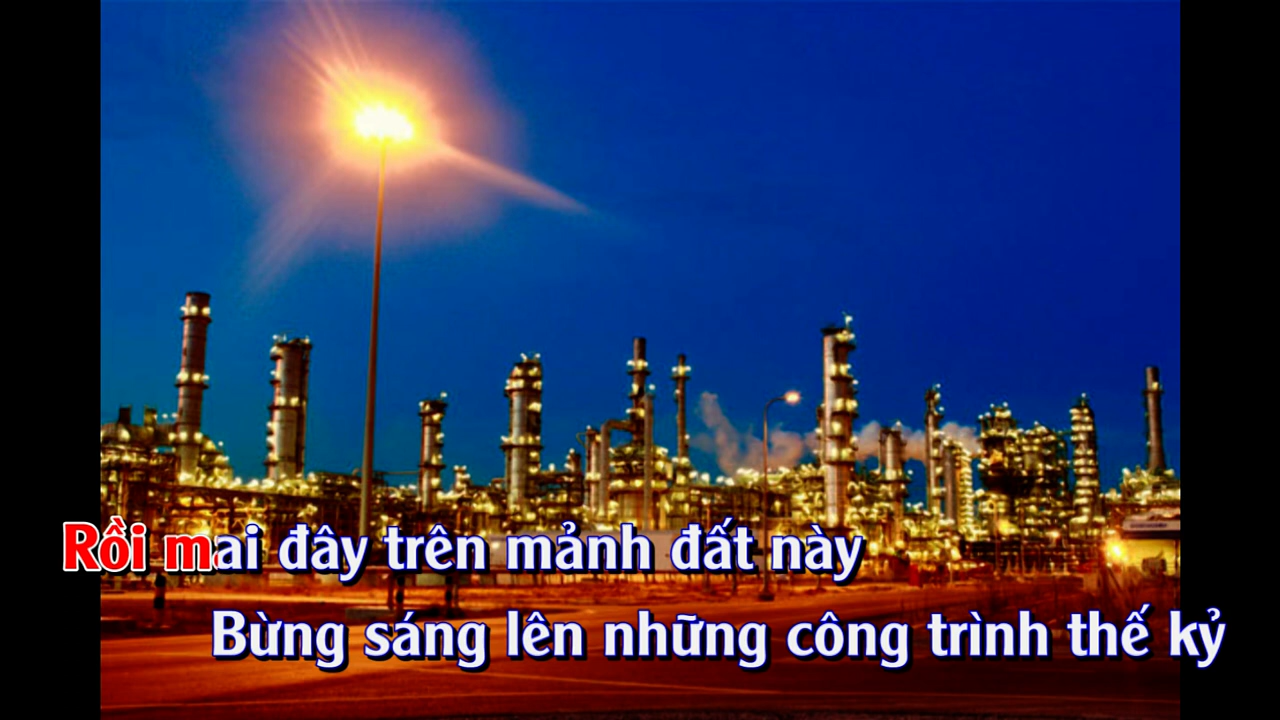 Rồi mai đây trên mảnh đất này
Bừng sáng lên những công trình thế kỷ